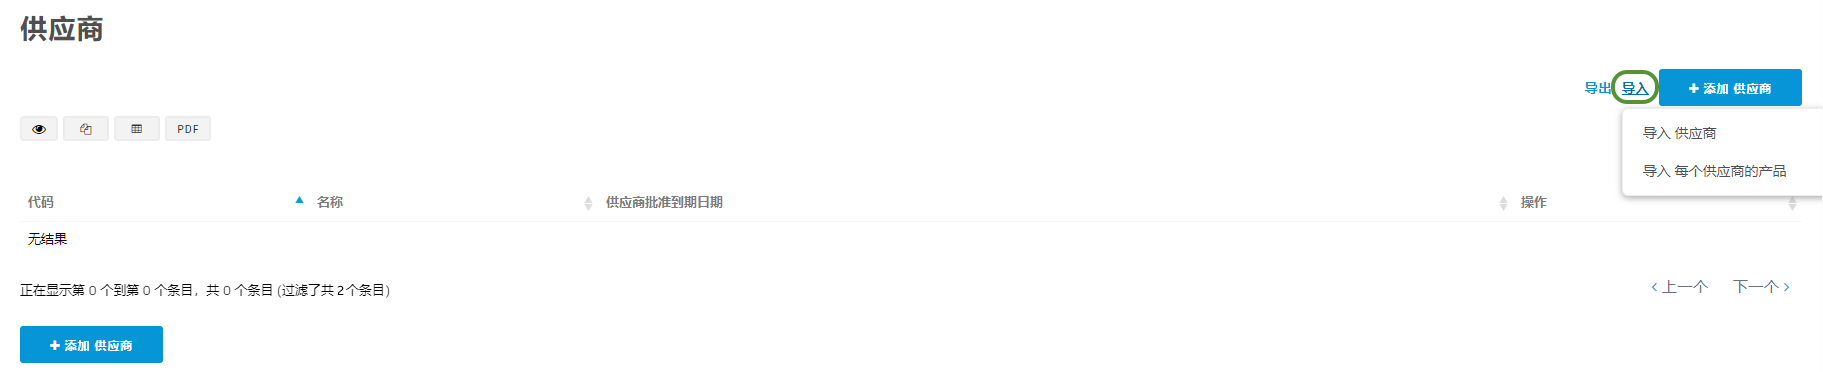 供应商
导出 导入 添加 供应商
导入 供应商
导入 每个供应商的产品
PDF
代码 名称 供应商批准到期日期 操作
无结果
正在显示第 0 个到第 0 个条目，共 0 个条目 (过滤了共 2 个条目)
上一个 下一个
添加 供应商